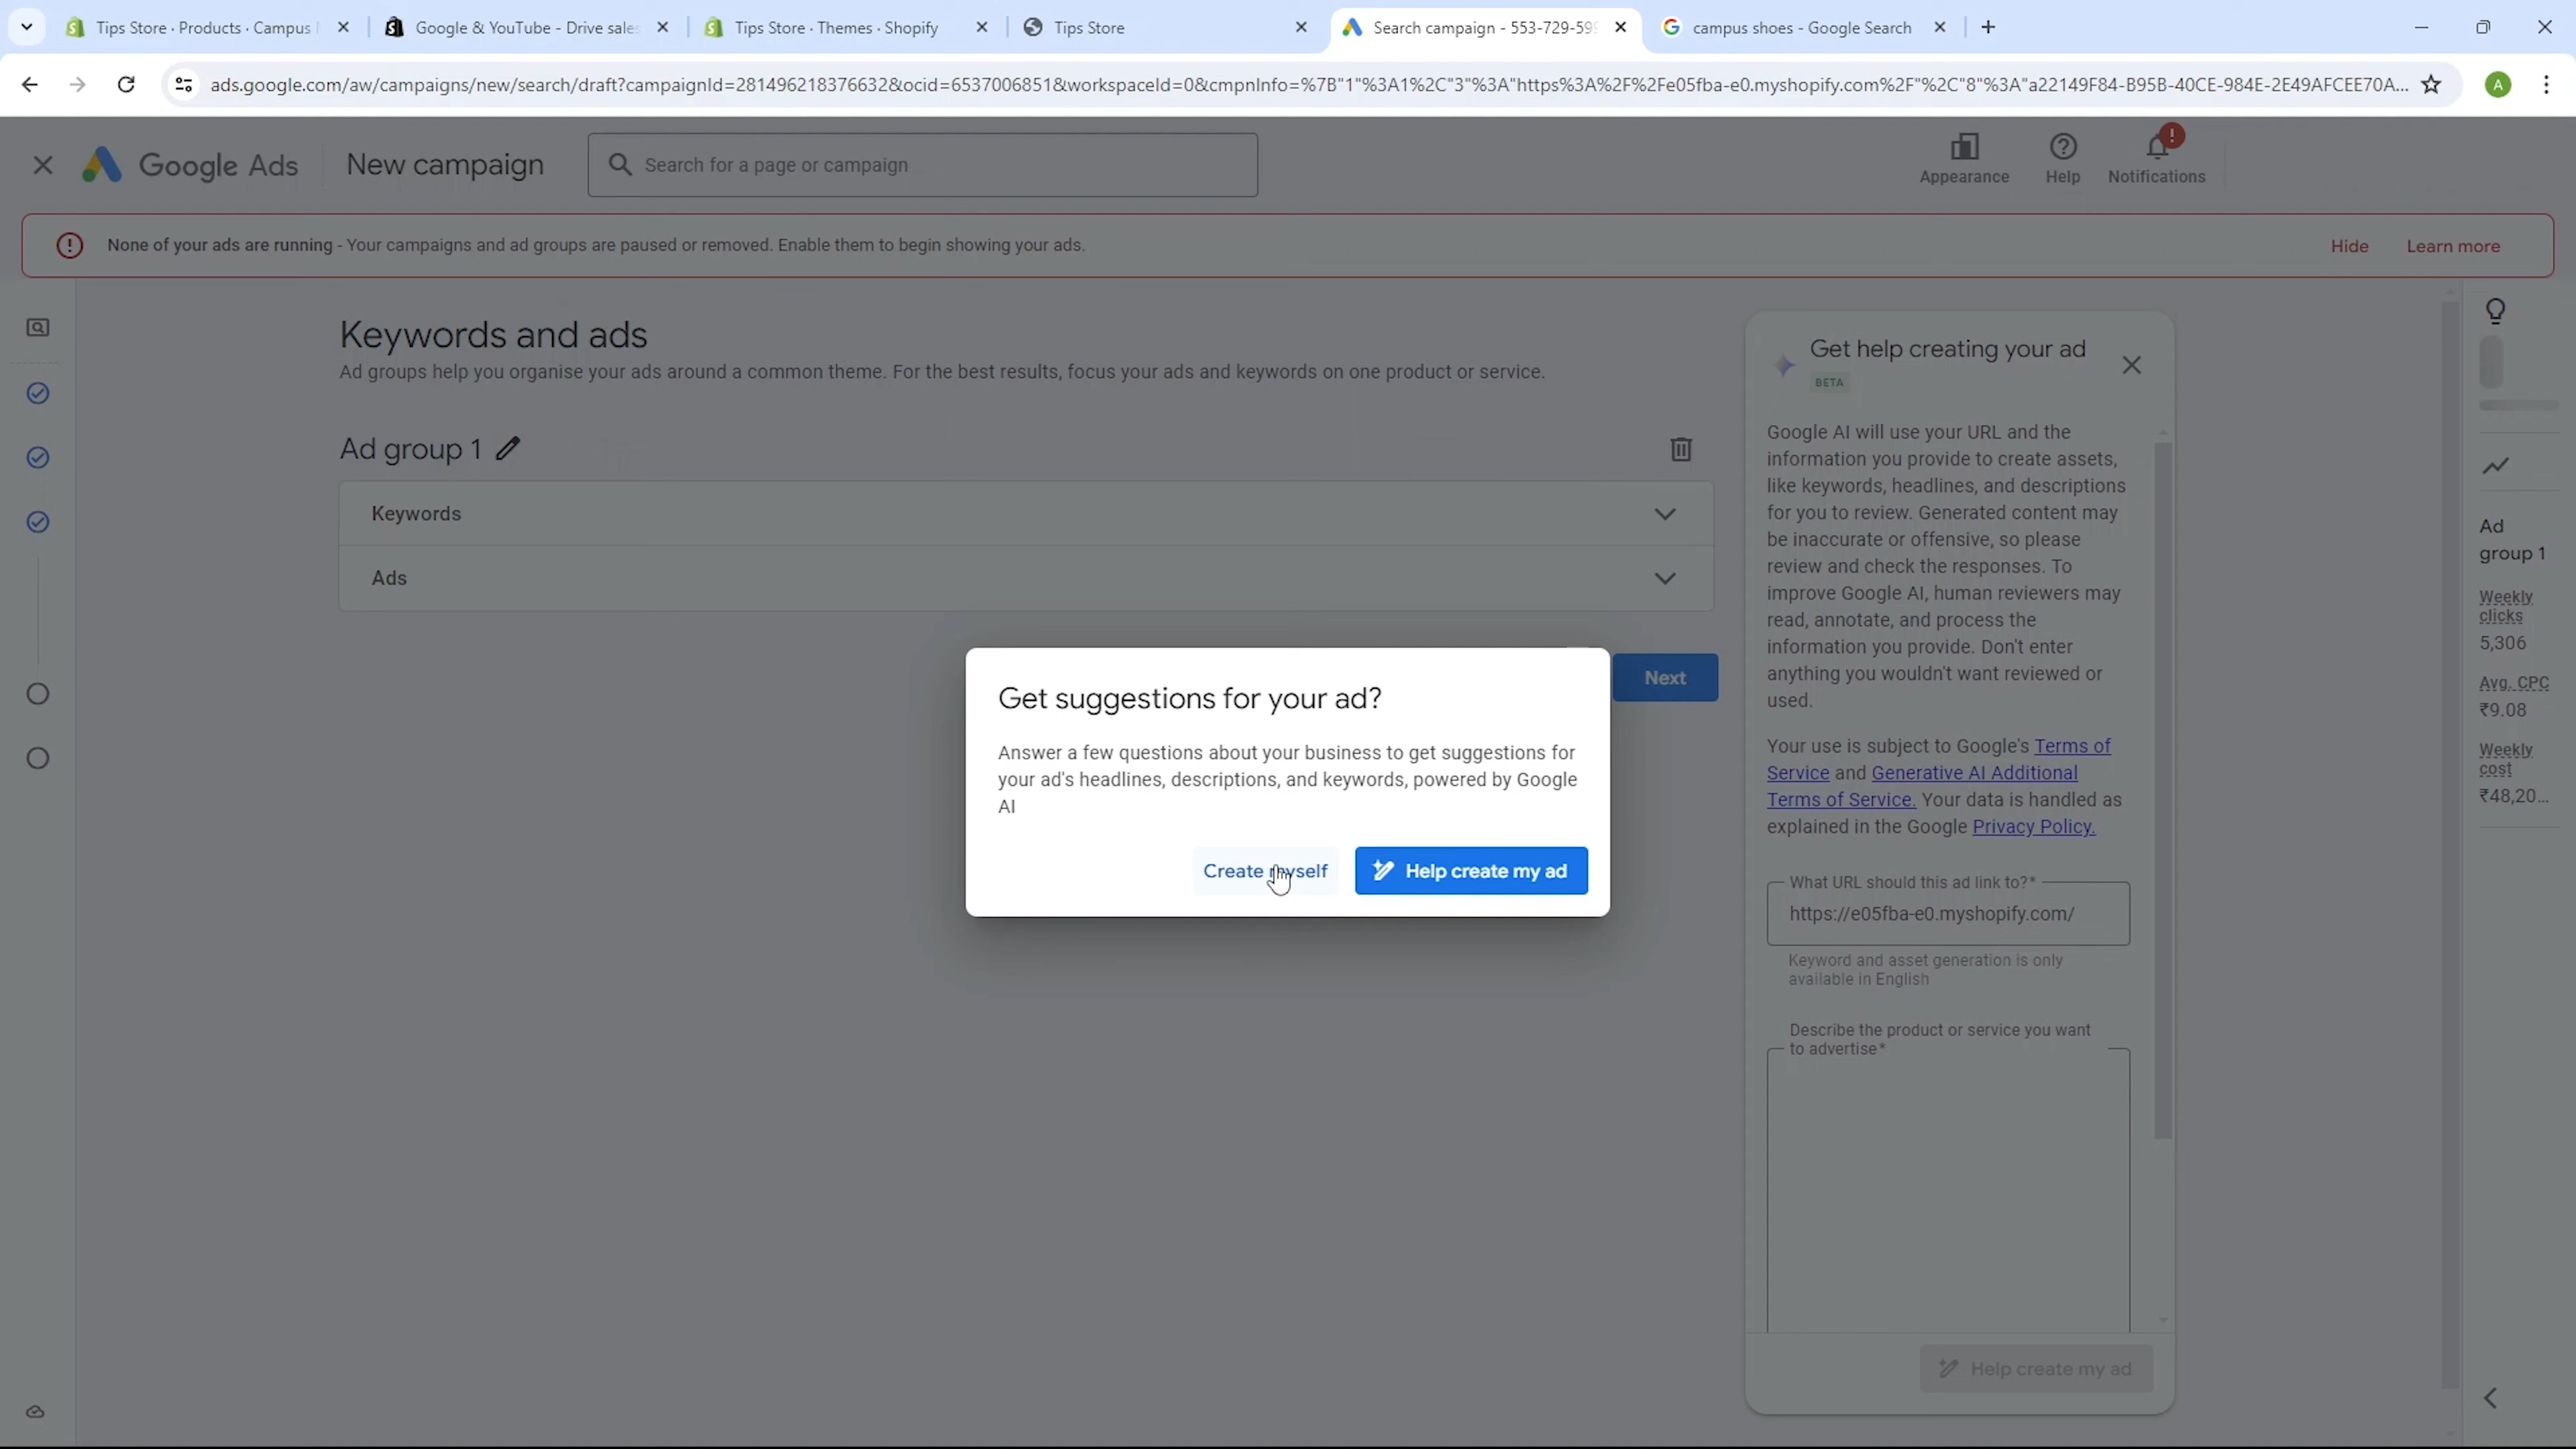 Tips Store · Products · Campus
Google & YouTube - Drive sales
Tips Store · Themes · Shopify
Tips Store
Search campaign - 553-729-599
campus shoes - Google Search
ads.google.com/aw/campaigns/new/search/draft?campaignId=281496218376632&ocid=6537006851&workspaceId=0&cmpnInfo=%7B"1"%3A1%2C"3"%3A"https%3A%2F%2Fe05fba-e0.myshopify.com%2F"%2C"8"%3A"a22149F84-B95B-40CE-984E-2E49AFCEE70A...
A
Google Ads
New campaign
Search for a page or campaign
Appearance
Help
Notifications
None of your ads are running - Your campaigns and ad groups are paused or removed. Enable them to begin showing your ads.
Hide
Learn more
Keywords and ads
Ad groups help you organise your ads around a common theme. For the best results, focus your ads and keywords on one product or service.
Ad group 1
Keywords
Ads
Next
Get suggestions for your ad?
Answer a few questions about your business to get suggestions for
your ad's headlines, descriptions, and keywords, powered by Google
AI
Create myself
Help create my ad
Get help creating your ad
BETA
Google AI will use your URL and the
information you provide to create assets,
like keywords, headlines, and descriptions
for you to review. Generated content may
be inaccurate or offensive, so please
review and check the responses. To
improve Google AI, human reviewers may
read, annotate, and process the
information you provide. Don't enter
anything you wouldn't want reviewed or
used.
Your use is subject to Google's Terms of
Service and Generative AI Additional
Terms of Service. Your data is handled as
explained in the Google Privacy Policy.
What URL should this ad link to?*
https://e05fba-e0.myshopify.com/
Keyword and asset generation is only
available in English
Describe the product or service you want
to advertise*
Help create my ad
Ad
group 1
Weekly
clicks
5,306
Avg. CPC
₹9.08
Weekly
cost
₹48,20...